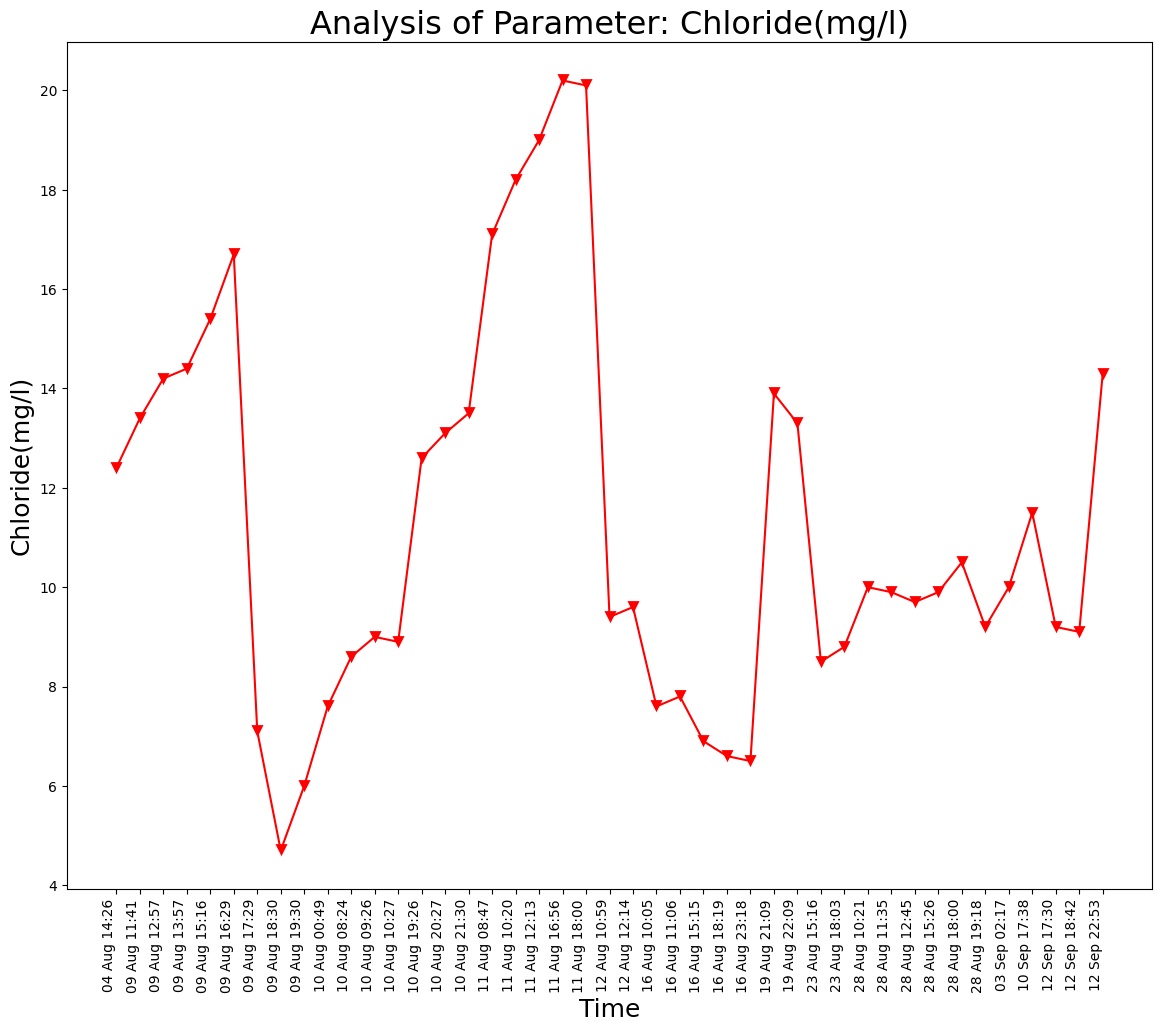 Analysis of Parameter: Chloride(mg/l)
Chloride(mg/l)
20
18
16
14
12
10
8
6
4
04 Aug 14:26
09 Aug 11:41
09 Aug 12:57
09 Aug 13:57
09 Aug 15:16
09 Aug 16:29
09 Aug 17:29
09 Aug 18:30
09 Aug 19:30
10 Aug 00:49
10 Aug 08:24
10 Aug 09:26
10 Aug 10:27
10 Aug 19:26
10 Aug 20:27
10 Aug 21:30
11 Aug 08:47
11 Aug 10:20
11 Aug 12:13
11 Aug 16:56
11 Aug 18:00
12 Aug 10:59
12 Aug 12:14
16 Aug 10:05
16 Aug 11:06
16 Aug 15:15
16 Aug 18:19
16 Aug 23:18
19 Aug 21:09
19 Aug 22:09
23 Aug 15:16
23 Aug 18:03
28 Aug 10:21
28 Aug 11:35
28 Aug 12:45
28 Aug 15:26
28 Aug 18:00
28 Aug 19:18
03 Sep 02:17
10 Sep 17:38
12 Sep 17:30
12 Sep 18:42
12 Sep 22:53
Time